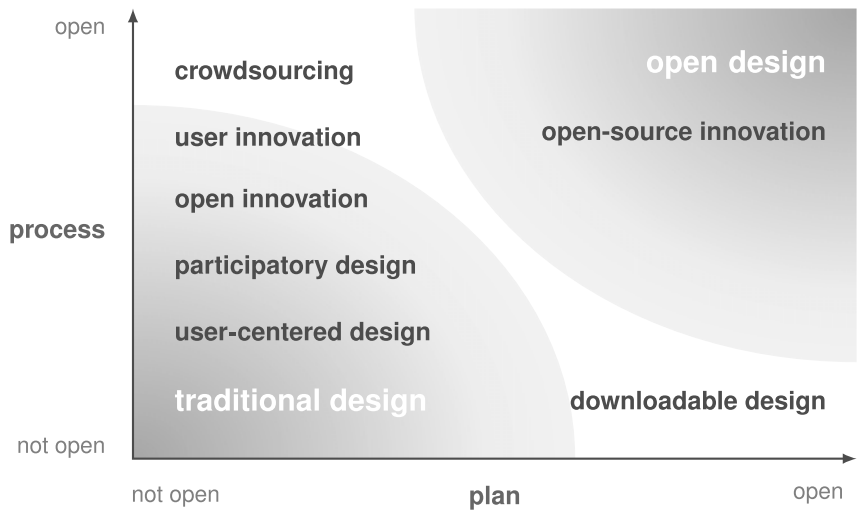 open
crowdsourcing
open design
user innovation
open-source innovation
open innovation
process
participatory design
user-centered design
traditional design
downloadable design
not open
not open
plan
open